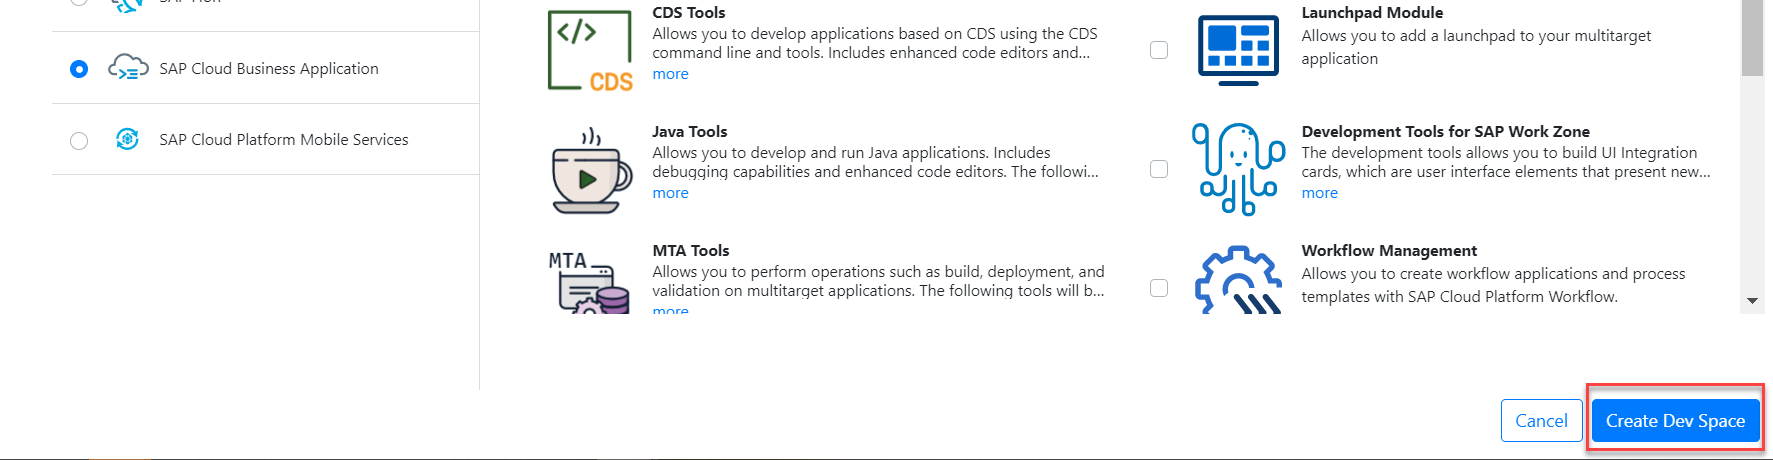 SAP Cloud Business Application
SAP Cloud Platform Mobile Services
CDS Tools
Allows you to develop applications based on CDS using the CDS
command line and tools. Includes enhanced code editors and...
more
</>
CDS
Java Tools
Allows you to develop and run Java applications. Includes
debugging capabilities and enhanced code editors. The followi...
more
MTA
MTA Tools
Allows you to perform operations such as build, deployment, and
validation on multitarget applications. The following tools will b...
more
Launchpad Module
Allows you to add a launchpad to your multitarget
application
Development Tools for SAP Work Zone
The development tools allows you to build UI Integration
cards, which are user interface elements that present new...
more
Workflow Management
Allows you to create workflow applications and process
templates with SAP Cloud Platform Workflow.
Cancel
Create Dev Space